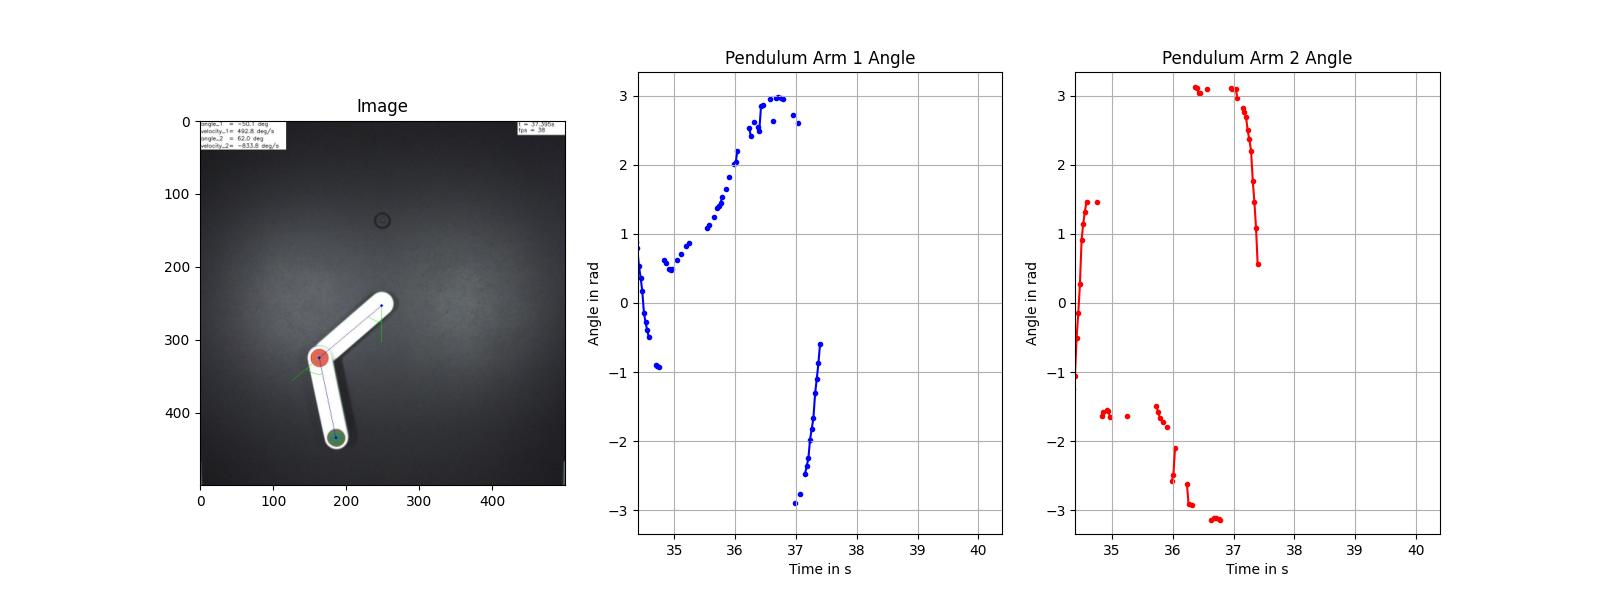 Image
angle_1 = -50.1 deg
velocity_1= 492.8 deg/s
angle_2 = 62.0 deg
velocity_2= -833.8 deg/s
t = 37.395s
fps = 38
0
100
200
300
400
0 100 200 300 400
Pendulum Arm 1 Angle
Angle in rad
3
2
1
0
−1
−2
−3
35 36 37 38 39 40
Time in s
Pendulum Arm 2 Angle
Angle in rad
3
2
1
0
−1
−2
−3
35 36 37 38 39 40
Time in s